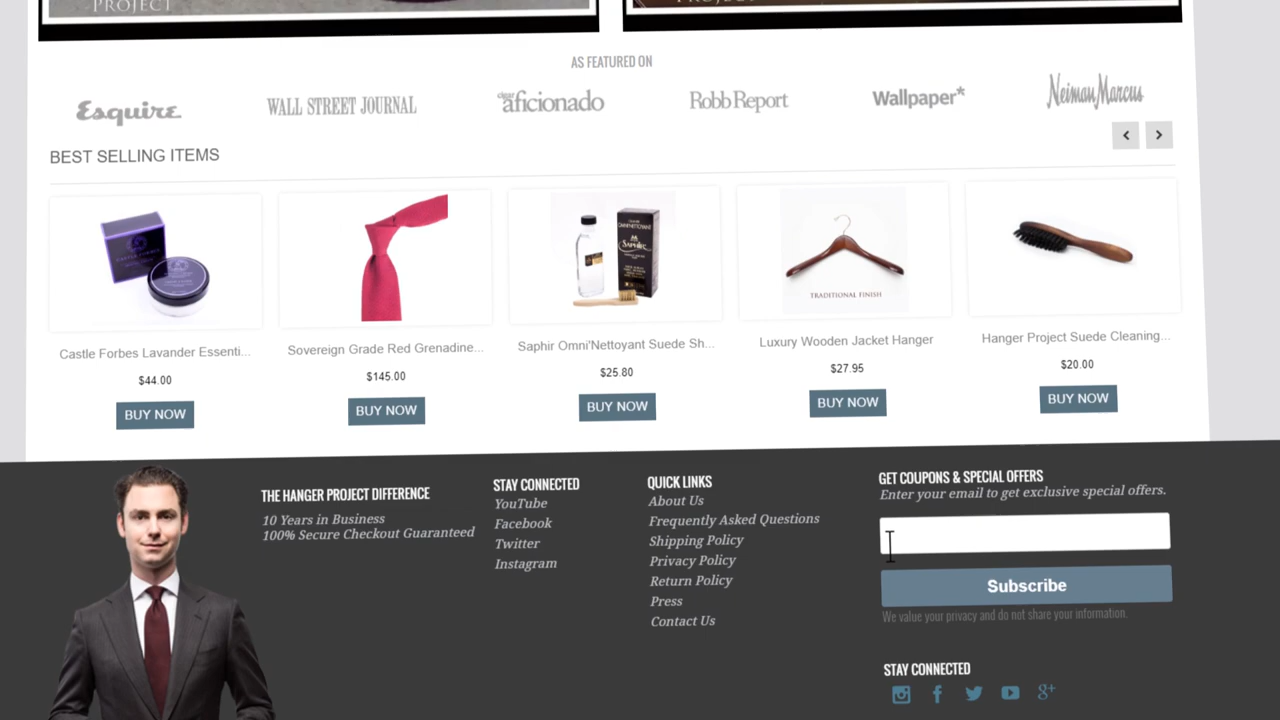 PROJECT
PROJECT
AS FEATURED ON
Esquire
WALL STREET JOURNAL
cigar aficionado
Robb Report
Wallpaper*
Neiman Marcus
BEST SELLING ITEMS
TRADITIONAL FINISH
Castle Forbes Lavander Essenti...
Sovereign Grade Red Grenadine...
Saphir Omni'Nettoyant Suede Sh...
Luxury Wooden Jacket Hanger
Hanger Project Suede Cleaning...
$44.00
$145.00
$25.80
$27.95
$20.00
BUY NOW
BUY NOW
BUY NOW
BUY NOW
BUY NOW
THE HANGER PROJECT DIFFERENCE
10 Years in Business
100% Secure Checkout Guaranteed
STAY CONNECTED
YouTube
Facebook
Twitter
Instagram
QUICK LINKS
About Us
Frequently Asked Questions
Shipping Policy
Privacy Policy
Return Policy
Press
Contact Us
GET COUPONS & SPECIAL OFFERS
Enter your email to get exclusive special offers.
Subscribe
We value your privacy and do not share your information.
STAY CONNECTED